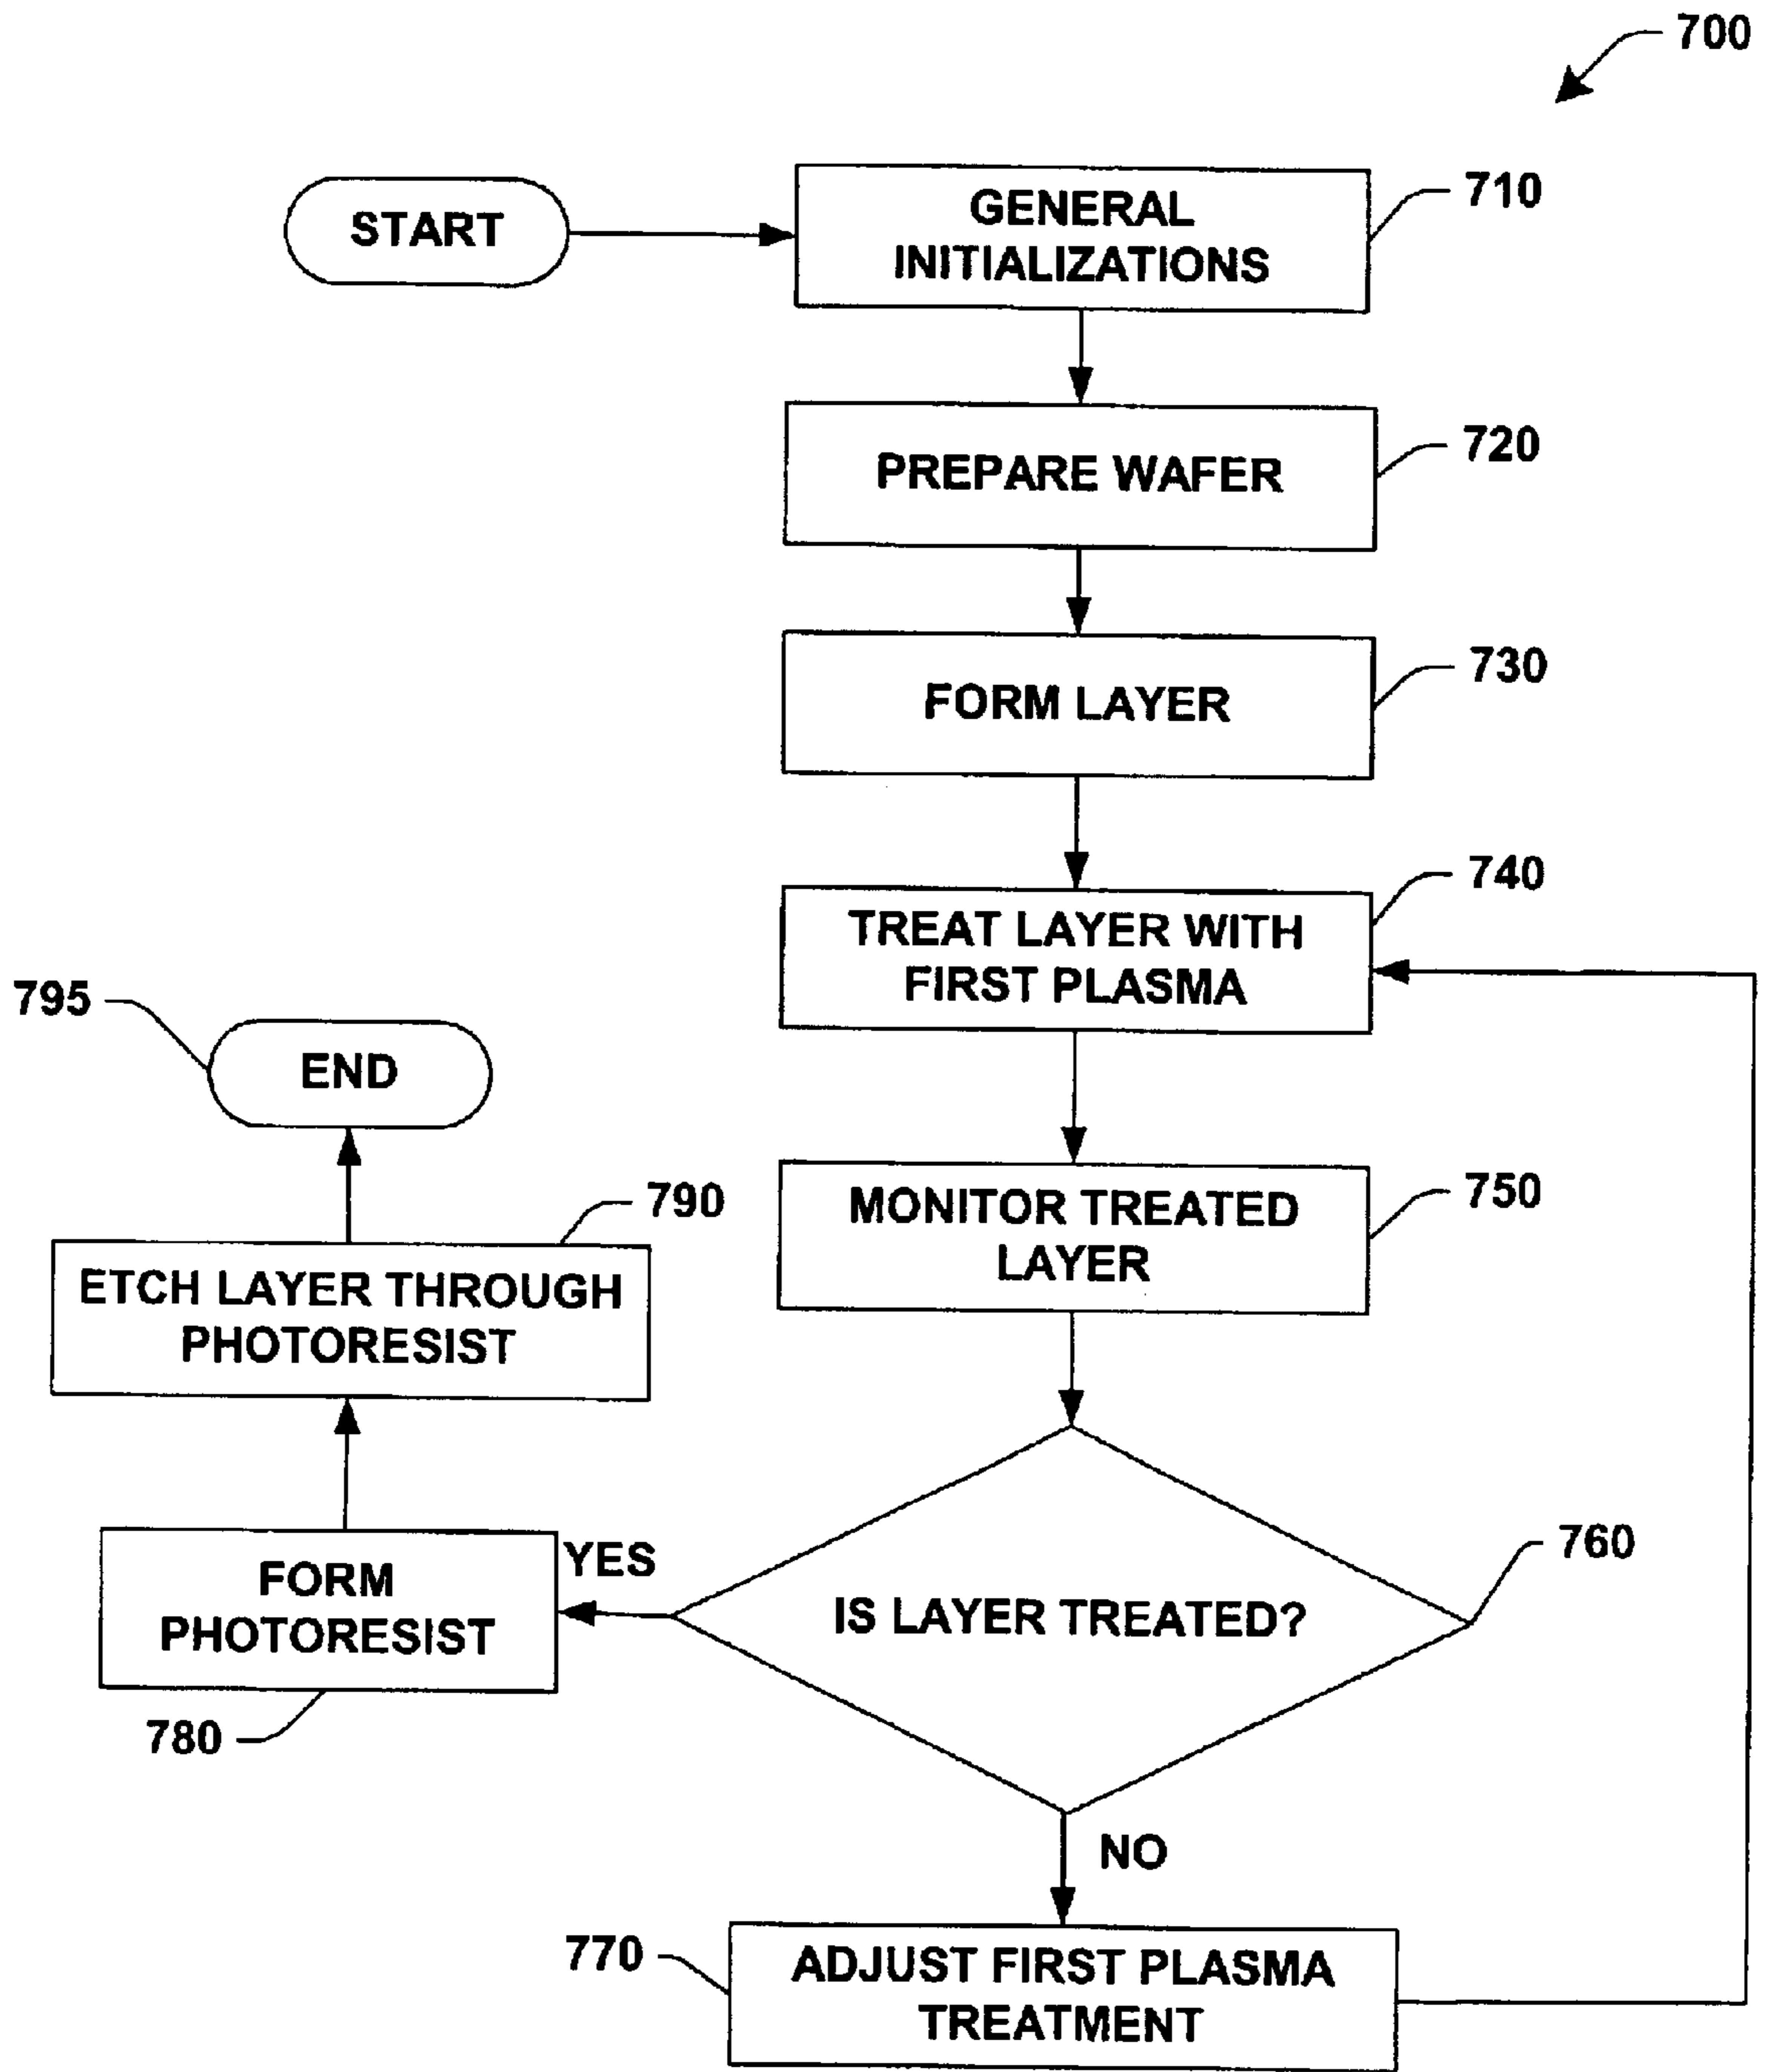 700
START
GENERAL
INITIALIZATIONS
710
PREPARE WAFER
720
FORM LAYER
730
TREAT LAYER WITH
FIRST PLASMA
740
MONITOR TREATED
LAYER
750
IS LAYER TREATED?
760
NO
ADJUST FIRST PLASMA
TREATMENT
770
YES
FORM
PHOTORESIST
780
ETCH LAYER THROUGH
PHOTORESIST
790
END
795